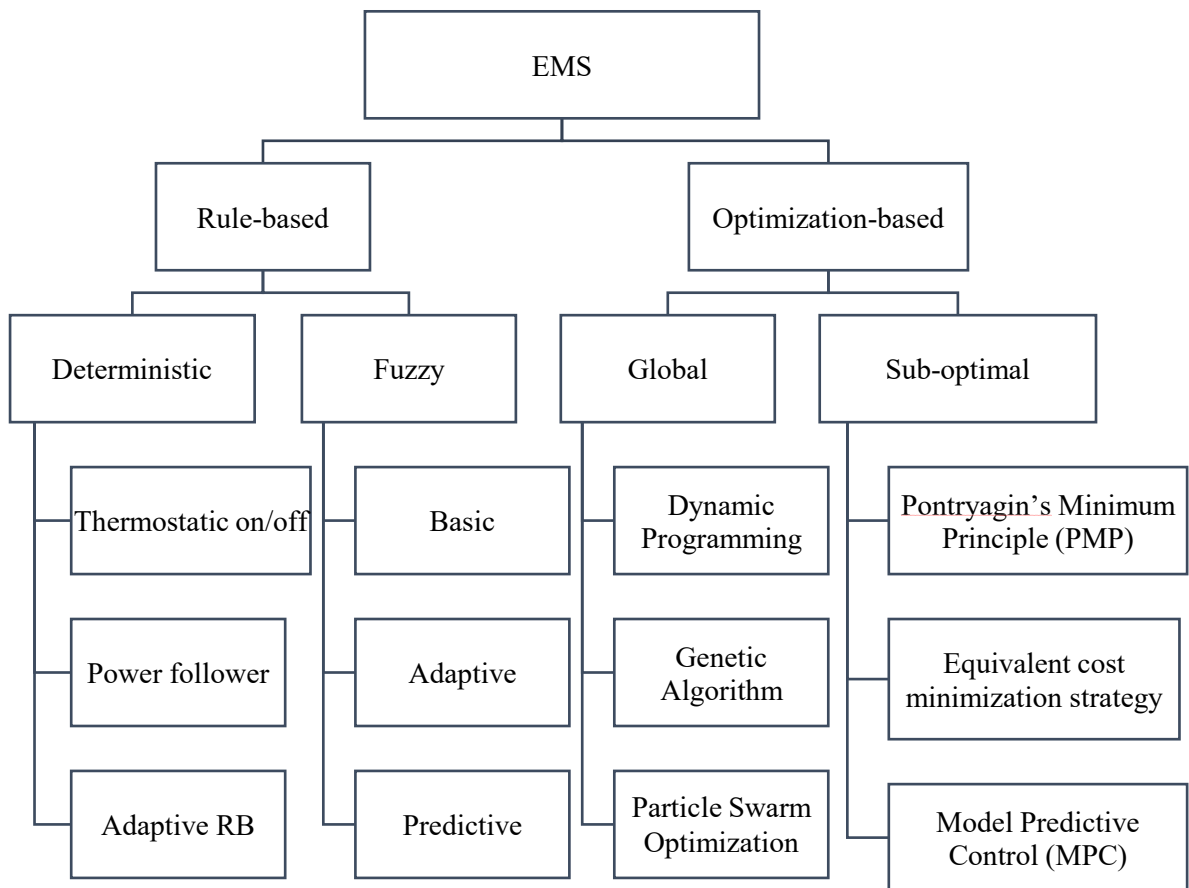 EMS
Rule-based
Optimization-based
Deterministic
Fuzzy
Global
Sub-optimal
Thermostatic on/off
Basic
Dynamic
Programming
Pontryagin’s Minimum
Principle (PMP)
Power follower
Adaptive
Genetic
Algorithm
Equivalent cost
minimization strategy
Adaptive RB
Predictive
Particle Swarm
Optimization
Model Predictive
Control (MPC)